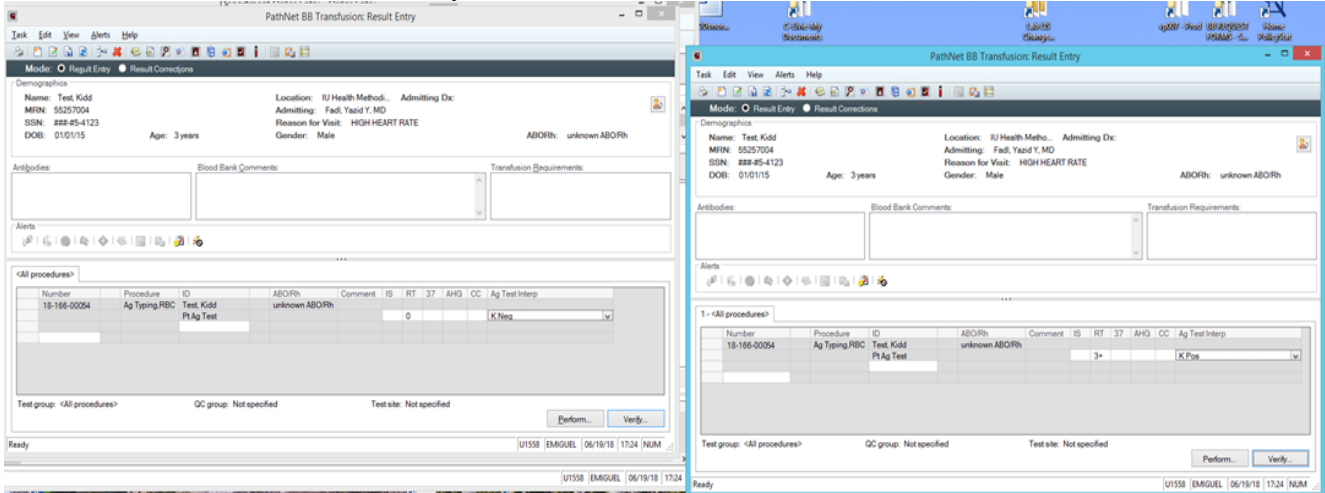 PathNet BB Transfusion: Result Entry
Task Edit View Alerts Help
Mode: Result Entry Result Corrections
Demographics
Name: Test, Kidd Location: IU Health Methodi... Admitting Dx:
MRN: 55257004 Admitting: Fadl, Yazid Y, MD
SSN: ###-#5-4123 Reason for Visit: HIGH HEART RATE
DOB: 01/01/15 Age: 3 years Gender: Male ABORh: unknown ABO/Rh
Antibodies: Blood Bank Comments: Transfusion Requirements:
Alerts
<All procedures>
Number Procedure ID ABO/Rh Comment IS RT 37 AHG CC Ag Test Interp
18-166-00054 Ag Typing,RBC Test, Kidd unknown ABO/Rh
Pt Ag Test 0 K Neg
Test group: <All procedures> QC group: Not specified Test site: Not specified
Perform... Verify...
Ready U1558 EMIGUEL 06/19/18 17:24 NUM
U1558 EMIGUEL 06/19/18 17:24
C-Line-My
Documents
Lab LIS
Change...
Home
PathNet BB Transfusion: Result Entry
Task Edit View Alerts Help
Mode: Result Entry Result Corrections
Demographics
Name: Test, Kidd Location: IU Health Metho... Admitting Dx:
MRN: 55257004 Admitting: Fadl, Yazid Y, MD
SSN: ###-#5-4123 Reason for Visit: HIGH HEART RATE
DOB: 01/01/15 Age: 3 years Gender: Male ABORh: unknown ABO/Rh
Antibodies: Blood Bank Comments: Transfusion Requirements:
Alerts
1 - <All procedures>
Number Procedure ID ABO/Rh Comment IS RT 37 AHG CC Ag Test Interp
18-166-00054 Ag Typing,RBC Test, Kidd unknown ABO/Rh
Pt Ag Test 3+ K Pos
Test group: <All procedures> QC group: Not specified Test site: Not specified
Perform... Verify...
Ready U1558 EMIGUEL 06/19/18 17:24 NUM